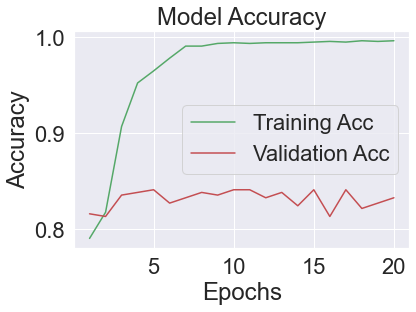 Model Accuracy
1.0
0.9
0.8
Accuracy
Training Acc
Validation Acc
5 10 15 20
Epochs